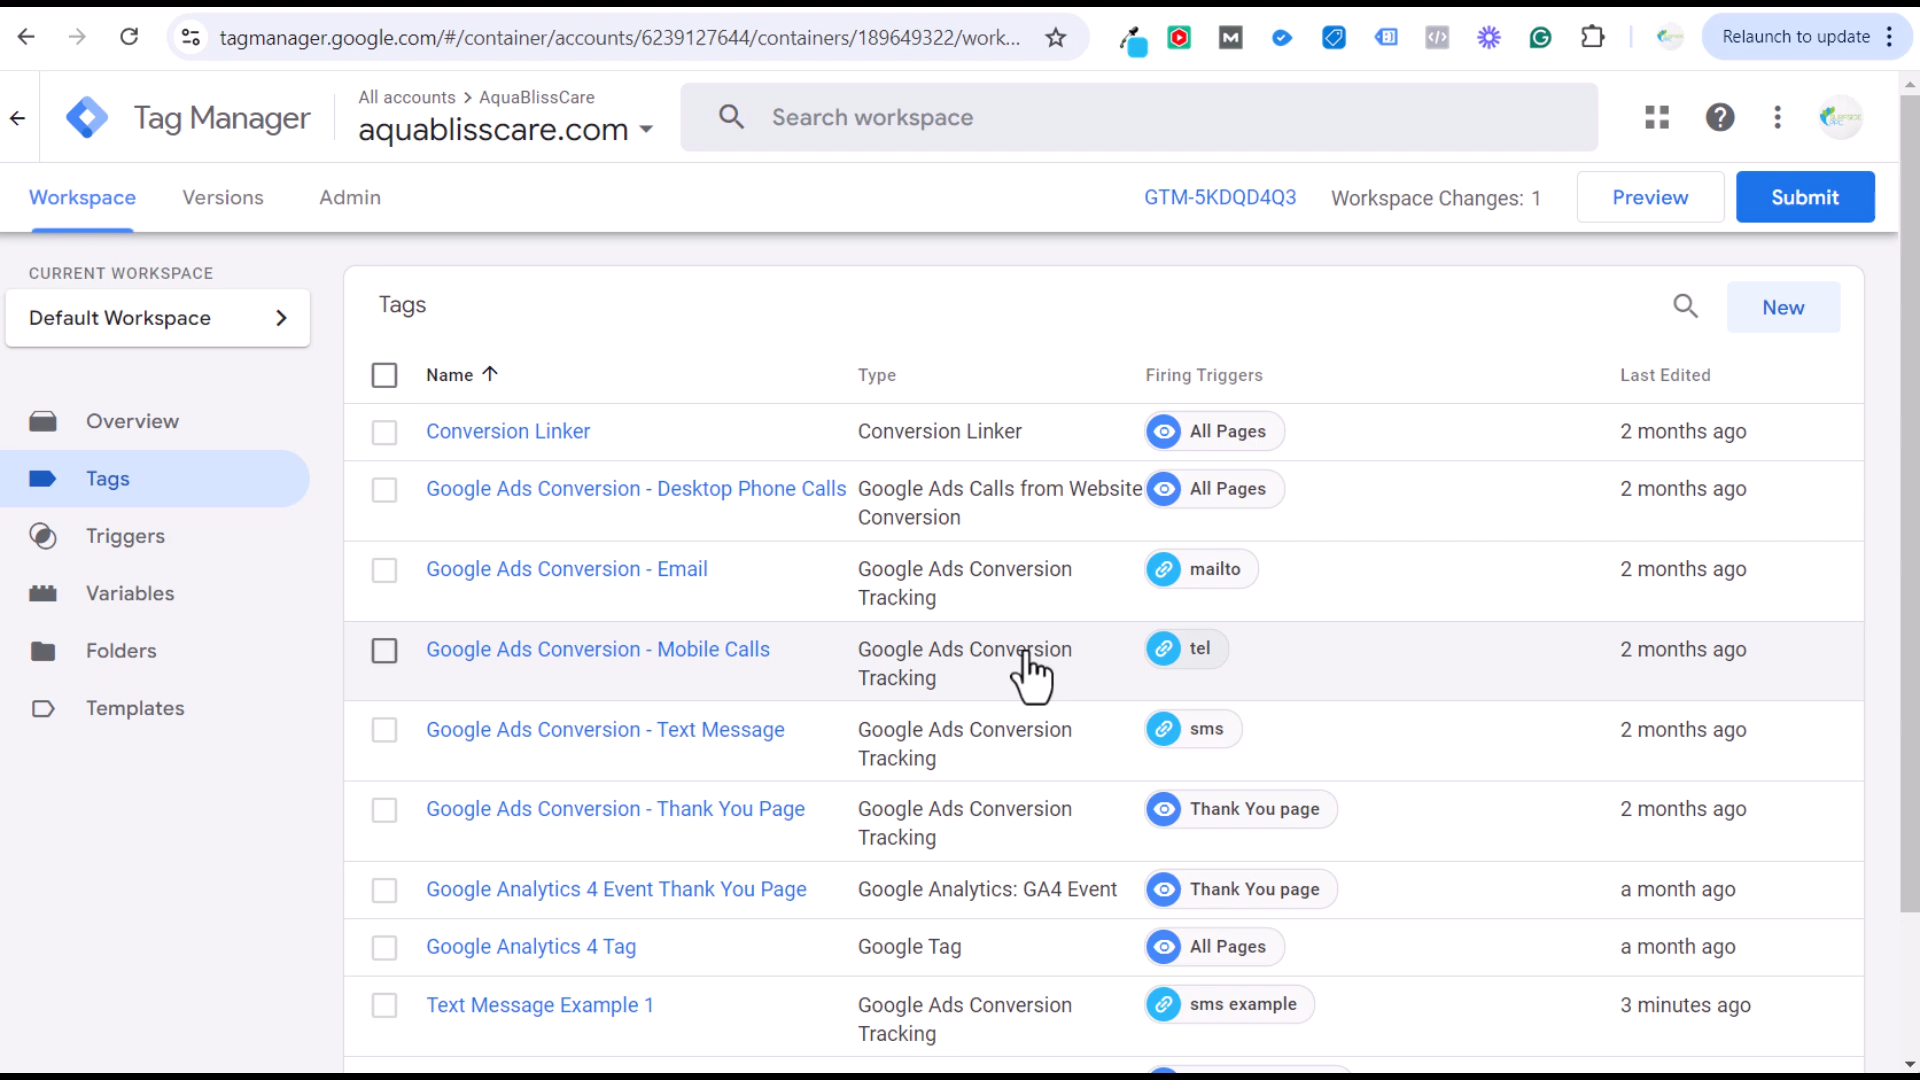 tagmanager.google.com/#/container/accounts/6239127644/containers/189649322/work...
Relaunch to update
Tag Manager
All accounts > AquaBlissCare
aquablisscare.com
Search workspace
Workspace
Versions
Admin
GTM-5KDQD4Q3
Workspace Changes: 1
Preview
Submit
CURRENT WORKSPACE
Default Workspace
Overview
Tags
Triggers
Variables
Folders
Templates
Tags
New
Name
Type
Firing Triggers
Last Edited
Conversion Linker
Conversion Linker
All Pages
2 months ago
Google Ads Conversion - Desktop Phone Calls
Google Ads Calls from Website
Conversion
All Pages
2 months ago
Google Ads Conversion - Email
Google Ads Conversion
Tracking
mailto
2 months ago
Google Ads Conversion - Mobile Calls
Google Ads Conversion
Tracking
tel
2 months ago
Google Ads Conversion - Text Message
Google Ads Conversion
Tracking
sms
2 months ago
Google Ads Conversion - Thank You Page
Google Ads Conversion
Tracking
Thank You page
2 months ago
Google Analytics 4 Event Thank You Page
Google Analytics: GA4 Event
Thank You page
a month ago
Google Analytics 4 Tag
Google Tag
All Pages
a month ago
Text Message Example 1
Google Ads Conversion
Tracking
sms example
3 minutes ago